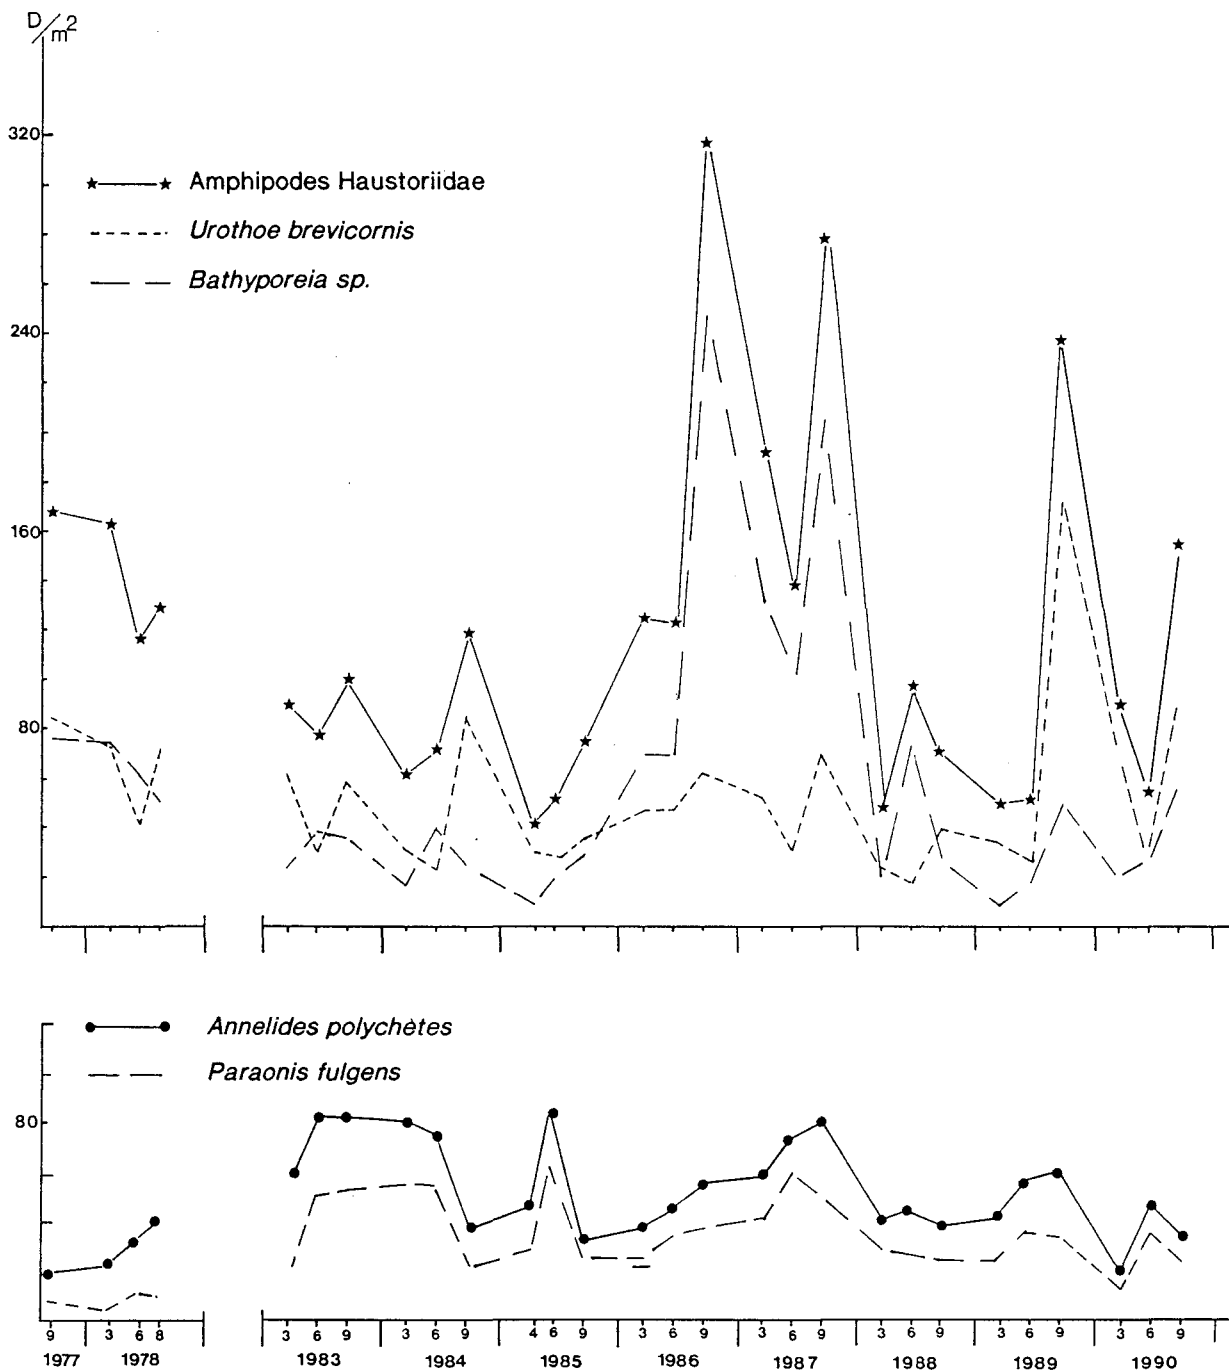 D/m²
320
Amphipodes Haustoriidae
Urothoe brevicornis
Bathyporeia sp.
240
160
80
Annelides polychètes
Paraonis fulgens
80
9 3 6 8 3 6 9 3 6 9 4 6 9 3 6 9 3 6 9 3 6 9 3 6 9 3 6 9
1977 1978 1983 1984 1985 1986 1987 1988 1989 1990